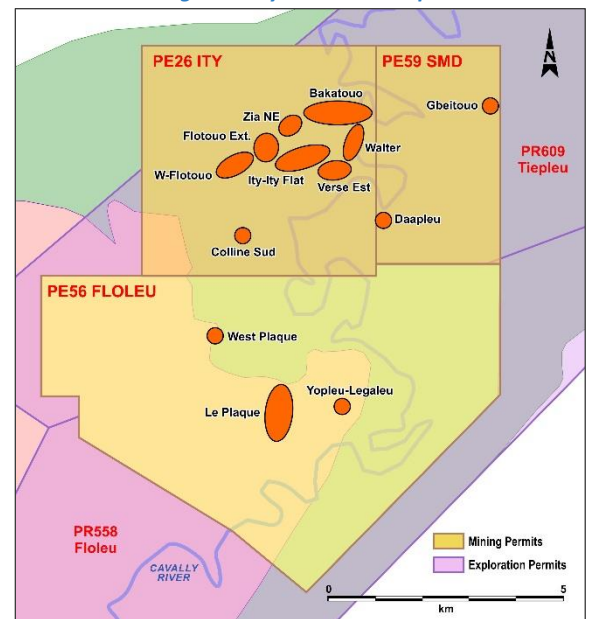 PE26 ITY
PE59 SMD
Bakatouo
Gbeitouo
Zia NE
Flotouo Ext.
Walter
PR609
Tiepleu
W-Flotouo
Ity-Ity Flat
Verse Est
Daapleu
Colline Sud
PE56 FLOLEU
West Plaque
Yopleu-Legaleu
Le Plaque
PR558
Floleu
Mining Permits
Exploration Permits
CAVALLY
RIVER
0
5
km
N